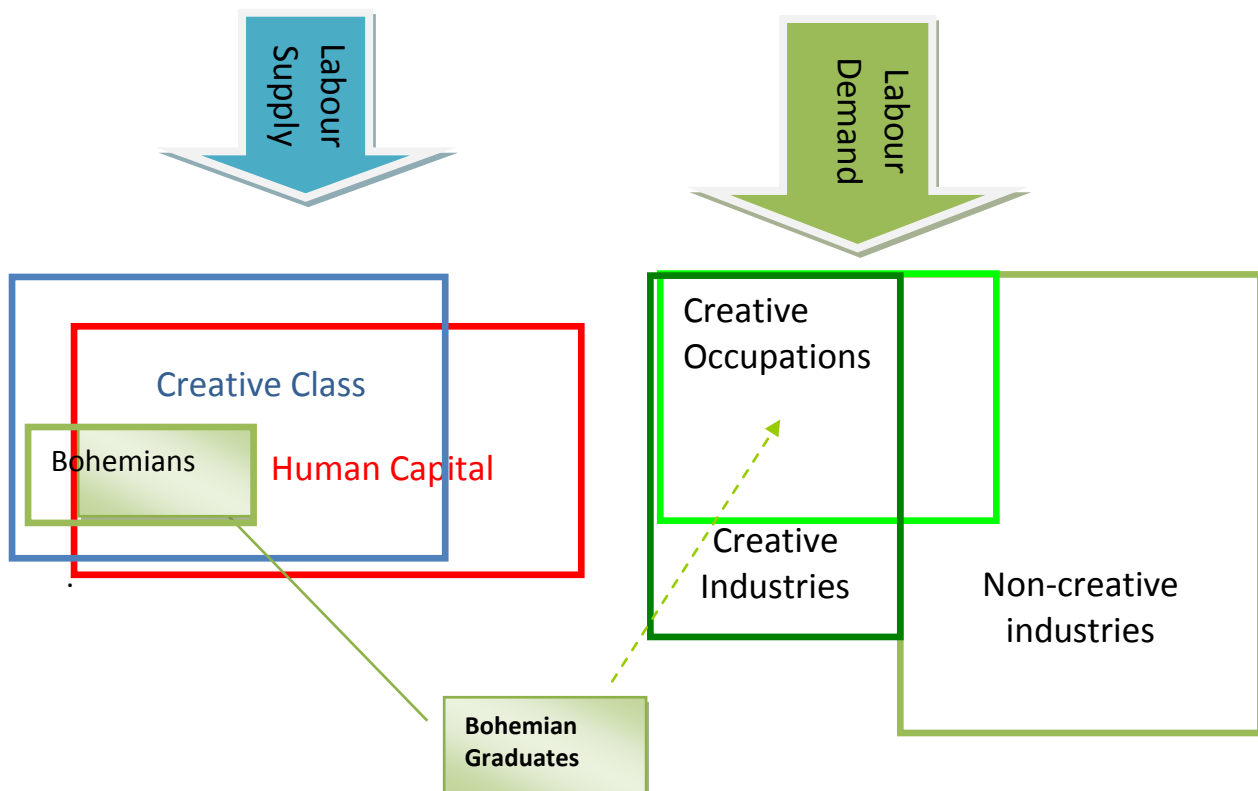 Labour
Supply
Labour
Demand
Creative Class
Bohemians
Human Capital
Creative
Occupations
Creative
Industries
Non-creative
industries
Bohemian
Graduates